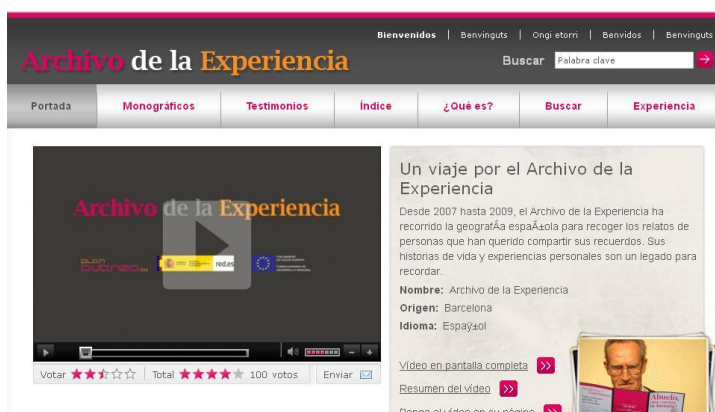 Bienvenidos | Benvinguts | Ongi etorri | Benvidos | Benvinguts
Archivo de la Experiencia
Buscar Palabra clave
Portada Monográficos Testimonios Índice ¿Qué es? Buscar Experiencia
Archivo de la Experiencia
red.es
Votar Total 100 votos Enviar
Un viaje por el Archivo de la
Experiencia
Desde 2007 hasta 2009, el Archivo de la Experiencia ha
recorrido la geografÃa espaÃ±ola para recoger los relatos de
personas que han querido compartir sus recuerdos. Sus
historias de vida y experiencias personales son un legado para
recordar.
Nombre: Archivo de la Experiencia
Origen: Barcelona
Idioma: Espaÿ±ol
Vídeo en pantalla completa
Resumen del vídeo
Abuelo,